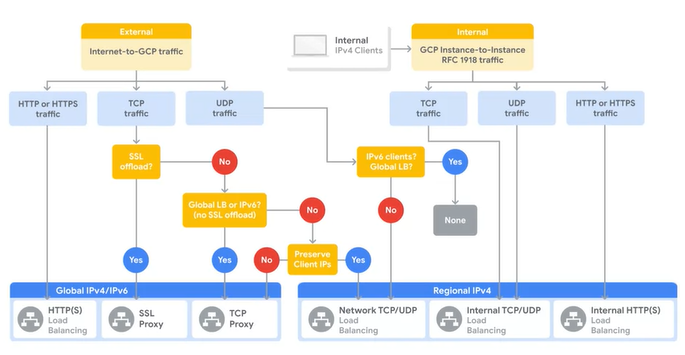 External
Internet-to-GCP traffic
Internal
IPv4 Clients
Internal
GCP Instance-to-Instance
RFC 1918 traffic
HTTP or HTTPS
traffic
TCP
traffic
UDP
traffic
TCP
traffic
UDP
traffic
HTTP or HTTPS
traffic
SSL
offload?
No
IPv6 clients?
Global LB?
Yes
Global LB or IPv6?
(no SSL offload)
No
No
None
Yes
Yes
No
Preserve
Client IPs
Yes
Global IPv4/IPv6
Regional IPv4
HTTP(S)
Load
Balancing
SSL
Proxy
TCP
Proxy
Network TCP/UDP
Load
Balancing
Internal TCP/UDP
Load
Balancing
Internal HTTP(S)
Load
Balancing